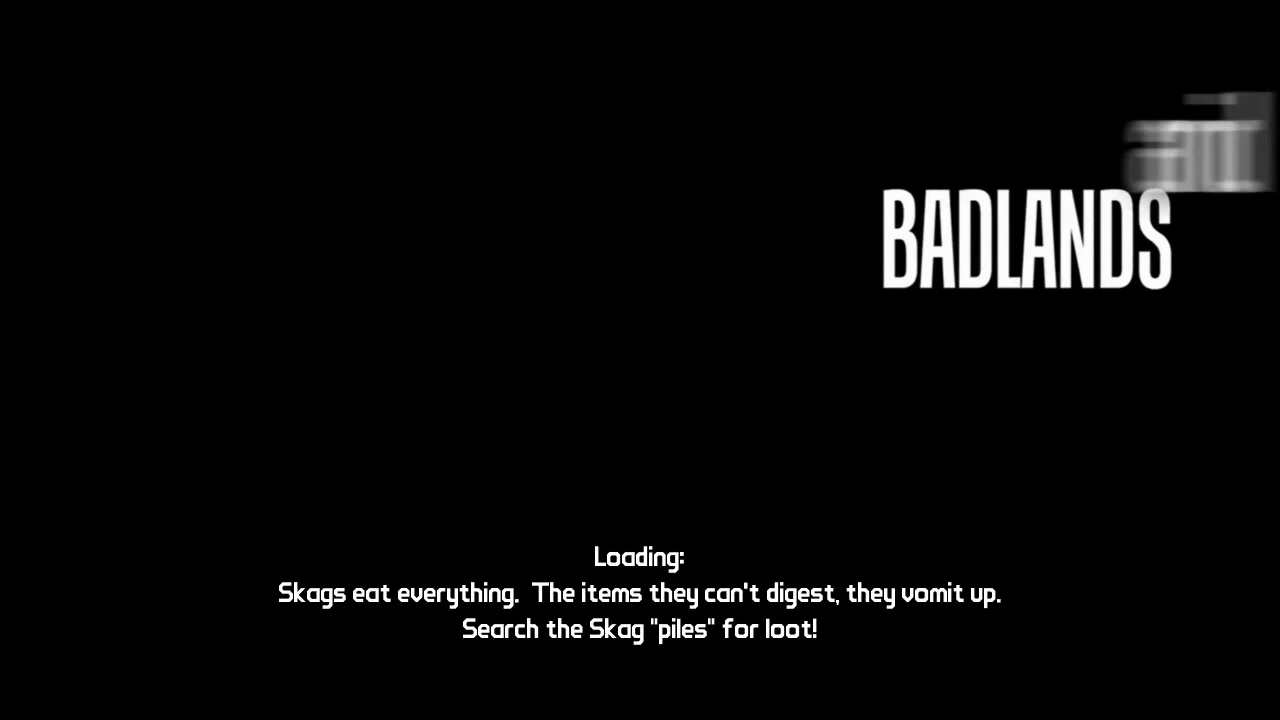 BADLANDS
Loading:
Skags eat everything.  The items they can't digest, they vomit up.
Search the Skag "piles" for loot!